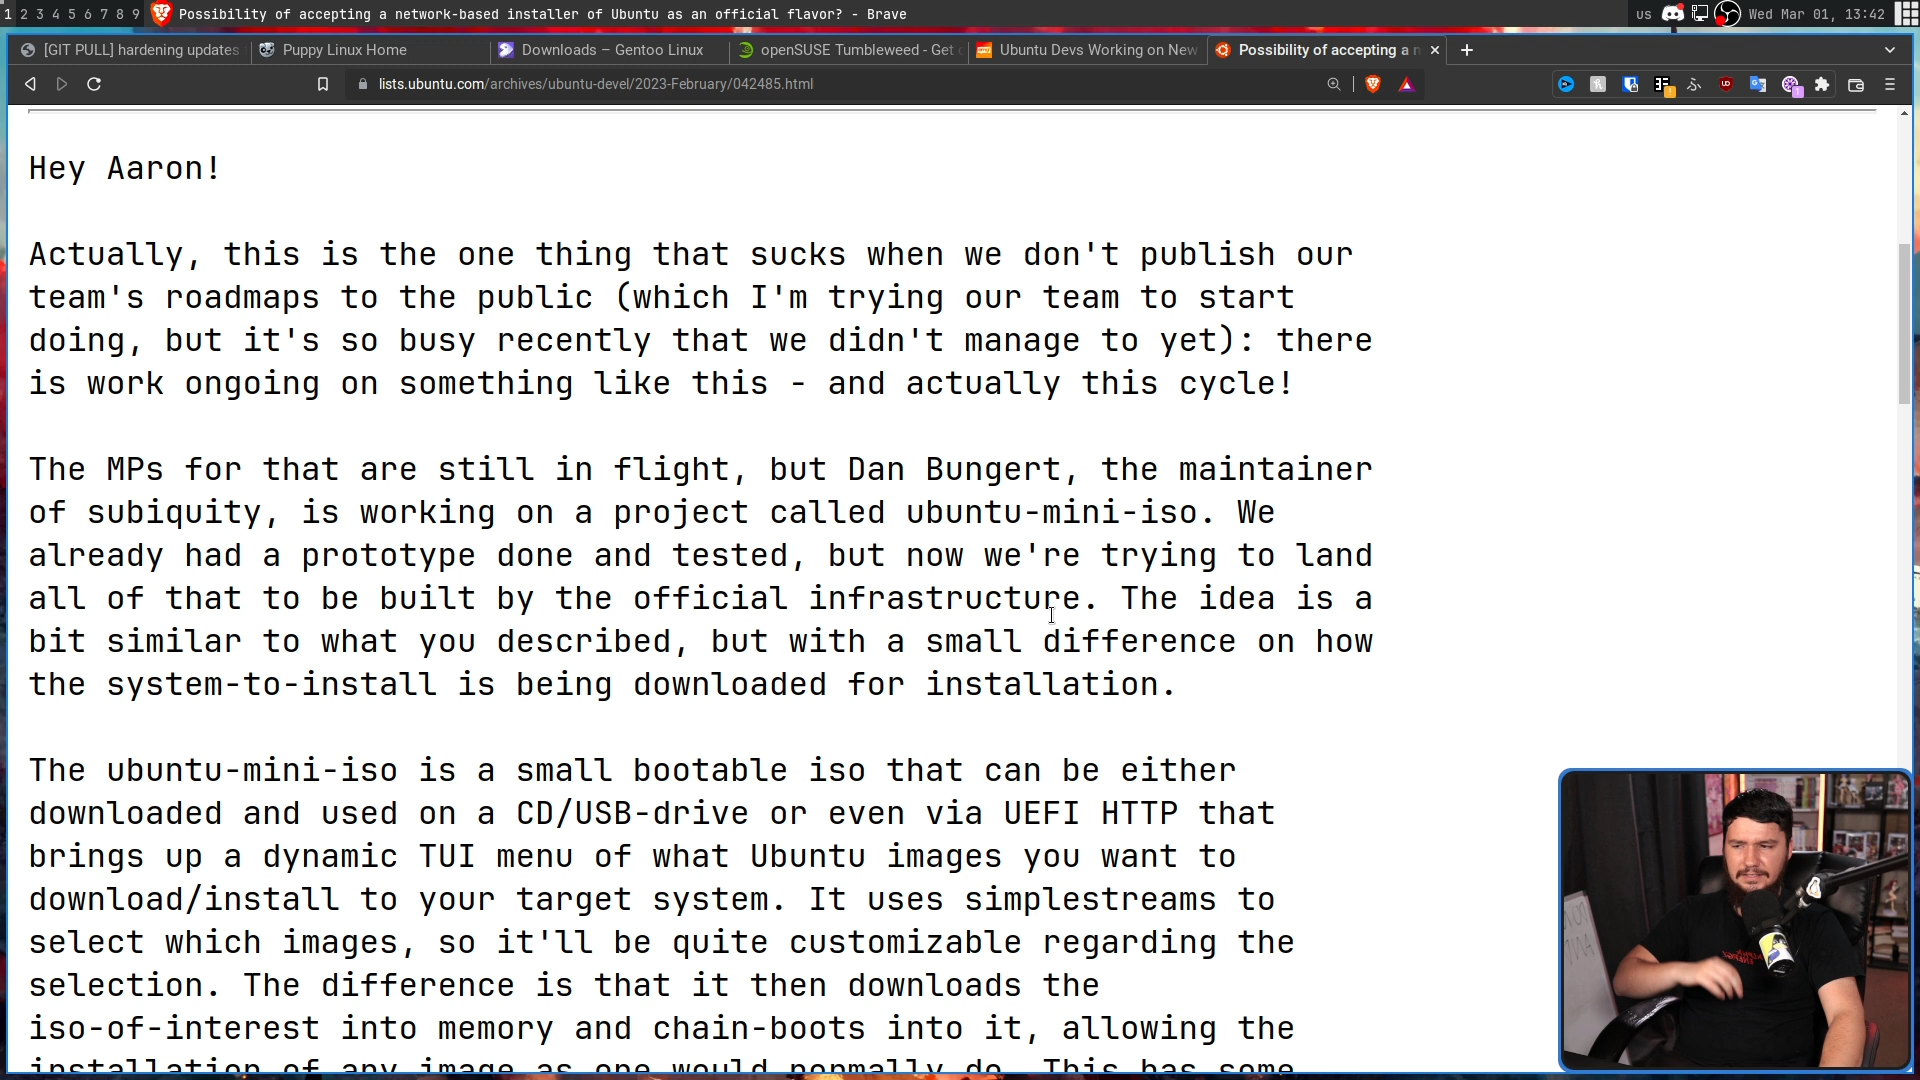 1 2 3 4 5 6 7 8 9 Possibility of accepting a network-based installer of Ubuntu as an official flavor? - Brave us Wed Mar 01, 13:42
[GIT PULL] hardening updates Puppy Linux Home Downloads – Gentoo Linux openSUSE Tumbleweed - Get Ubuntu Devs Working on New Possibility of accepting a
lists.ubuntu.com/archives/ubuntu-devel/2023-February/042485.html
Hey Aaron!
Actually, this is the one thing that sucks when we don't publish our
team's roadmaps to the public (which I'm trying our team to start
doing, but it's so busy recently that we didn't manage to yet): there
is work ongoing on something like this - and actually this cycle!
The MPs for that are still in flight, but Dan Bungert, the maintainer
of subiquity, is working on a project called ubuntu-mini-iso. We
already had a prototype done and tested, but now we're trying to land
all of that to be built by the official infrastructure. The idea is a
bit similar to what you described, but with a small difference on how
the system-to-install is being downloaded for installation.
The ubuntu-mini-iso is a small bootable iso that can be either
downloaded and used on a CD/USB-drive or even via UEFI HTTP that
brings up a dynamic TUI menu of what Ubuntu images you want to
download/install to your target system. It uses simplestreams to
select which images, so it'll be quite customizable regarding the
selection. The difference is that it then downloads the
iso-of-interest into memory and chain-boots into it, allowing the
installation of any image as one would normally do. This has some